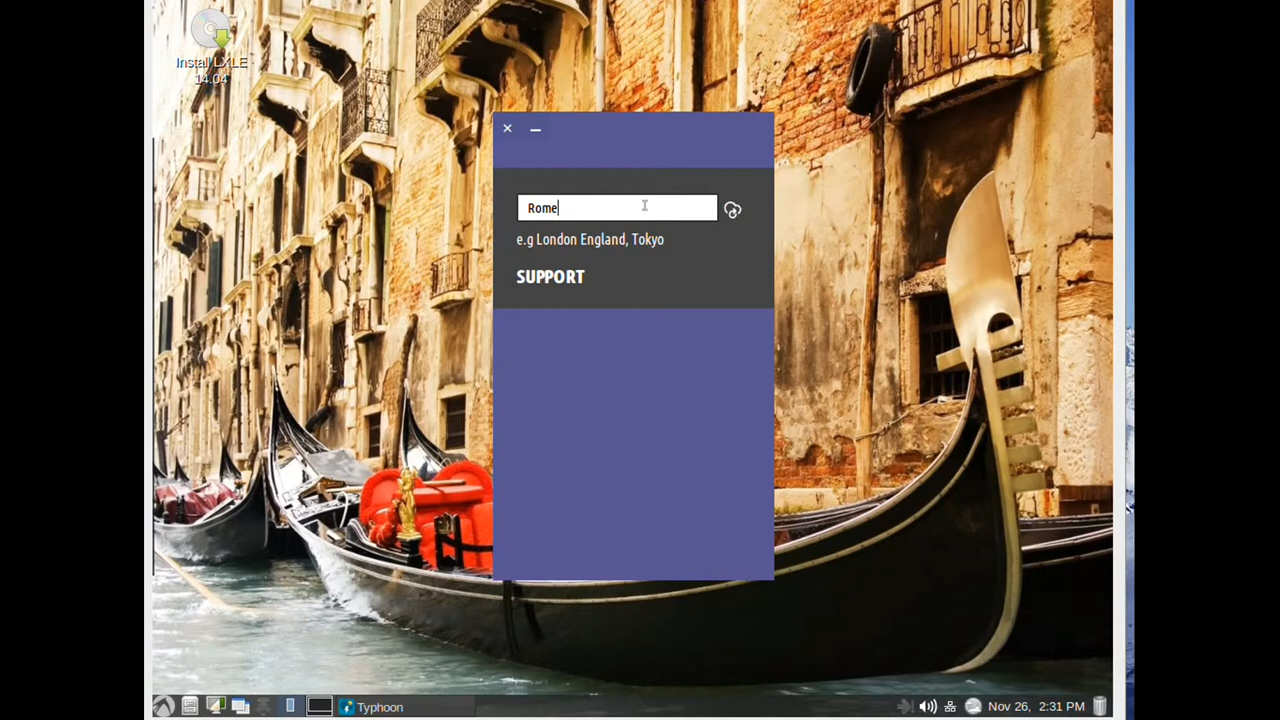 Install LXLE
14.04
Rome
e.g London England, Tokyo
SUPPORT
Typhoon
Nov 26, 2:31 PM